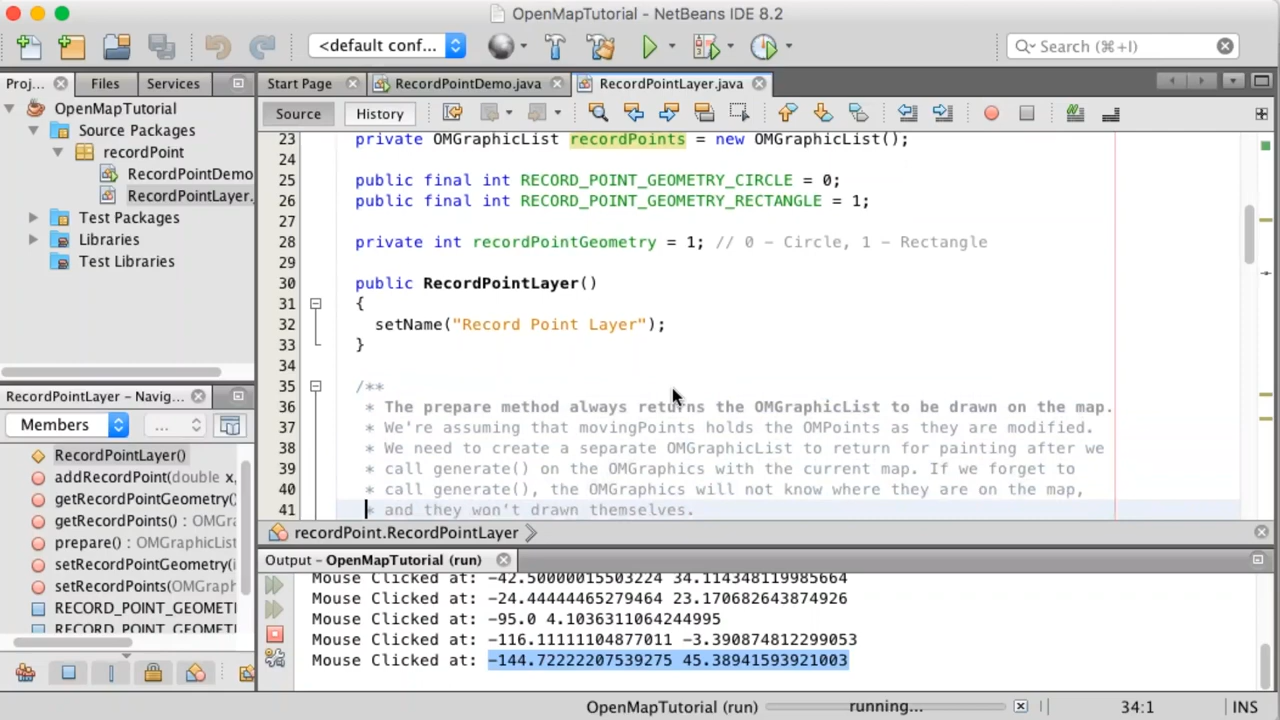 OpenMapTutorial - NetBeans IDE 8.2
<default conf...
Search (⌘+I)
Proj...
Files
Services
Start Page
RecordPointDemo.java
RecordPointLayer.java
Source
History
OpenMapTutorial
Source Packages
recordPoint
RecordPointDemo
RecordPointLayer.
Test Packages
Libraries
Test Libraries
23 private OMGraphicList recordPoints = new OMGraphicList();
24
25 public final int RECORD_POINT_GEOMETRY_CIRCLE = 0;
26 public final int RECORD_POINT_GEOMETRY_RECTANGLE = 1;
27
28 private int recordPointGeometry = 1; // 0 - Circle, 1 - Rectangle
29
30 public RecordPointLayer()
31 {
32 setName("Record Point Layer");
33 }
34
35 /**
36 * The prepare method always returns the OMGraphicList to be drawn on the map.
37 * We're assuming that movingPoints holds the OMPoints as they are modified.
38 * We need to create a separate OMGraphicList to return for painting after we
39 * call generate() on the OMGraphics with the current map. If we forget to
40 * call generate(), the OMGraphics will not know where they are on the map,
41 * and they won't drawn themselves.
recordPoint.RecordPointLayer
RecordPointLayer - Navig...
Members
...
RecordPointLayer()
addRecordPoint(double x,
getRecordPointGeometry()
getRecordPoints() : OMGra
prepare() : OMGraphicList
setRecordPointGeometry(i
setRecordPoints(OMGraph
RECORD_POINT_GEOMETI
RECORD_POINT_GEOMETI
Output - OpenMapTutorial (run)
Mouse Clicked at: -42.50000015503224 34.114348119985664
Mouse Clicked at: -24.44444465279464 23.170682643874926
Mouse Clicked at: -95.0 4.1036311064244995
Mouse Clicked at: -116.11111104877011 -3.390874812299053
Mouse Clicked at: -144.72222207539275 45.38941593921003
OpenMapTutorial (run)
running...
34:1
INS